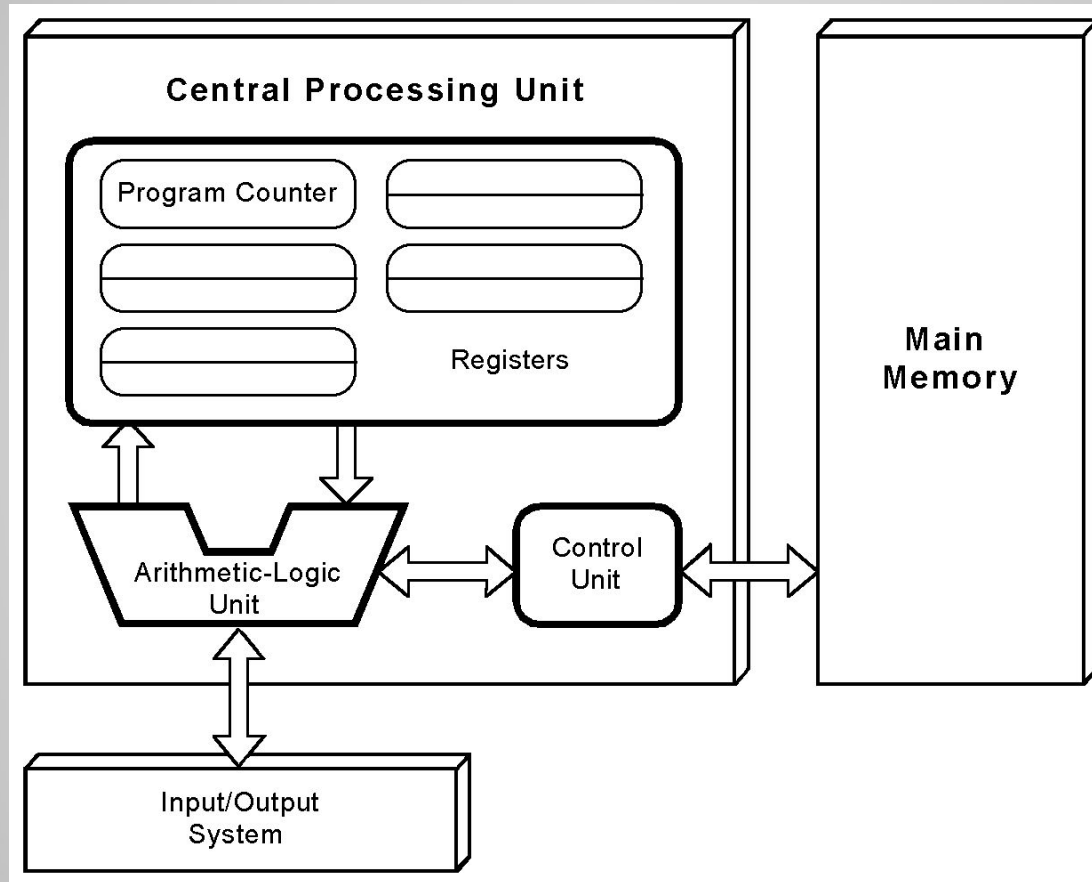 Central Processing Unit
Program Counter
Registers
Main
Memory
Arithmetic-Logic
Unit
Control
Unit
Input/Output
System